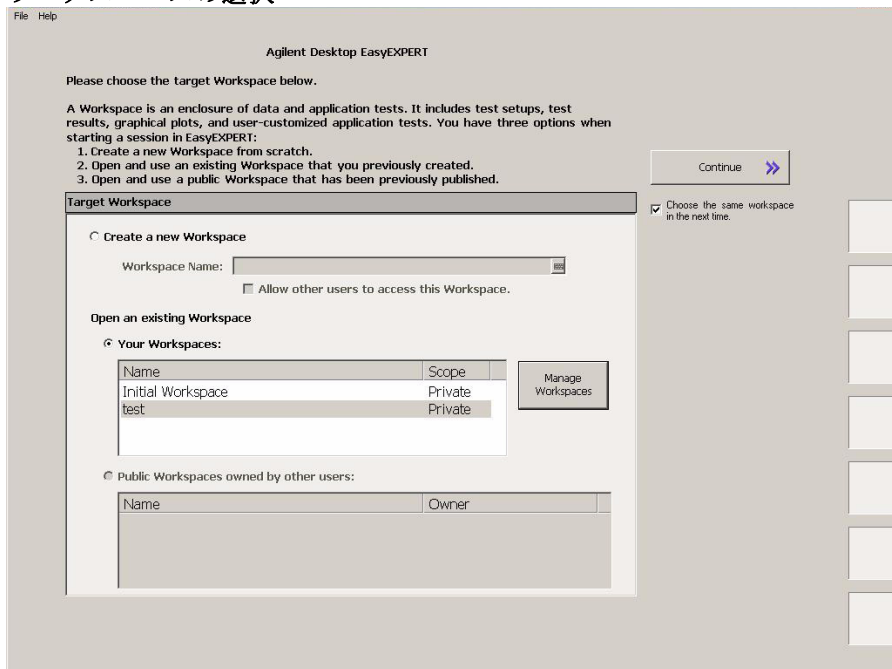 File Help
Agilent Desktop EasyEXPERT
Please choose the target Workspace below.
A Workspace is an enclosure of data and application tests. It includes test setups, test
results, graphical plots, and user-customized application tests. You have three options when
starting a session in EasyEXPERT:
1. Create a new Workspace from scratch.
2. Open and use an existing Workspace that you previously created.
3. Open and use a public Workspace that has been previously published.
Continue
Choose the same workspace
in the next time.
Target Workspace
Create a new Workspace
Workspace Name:
Allow other users to access this Workspace.
Open an existing Workspace
Your Workspaces:
Name Scope
Initial Workspace Private
test Private
Manage
Workspaces
Public Workspaces owned by other users:
Name Owner